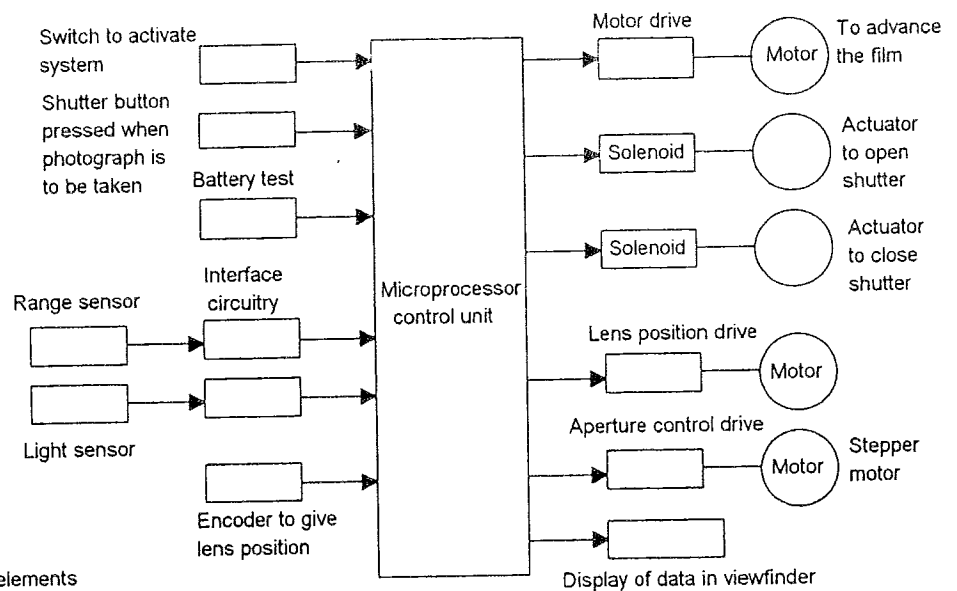 Switch to activate
system
Shutter button
pressed when
photograph is
to be taken
Battery test
Interface
circuitry
Range sensor
Light sensor
Encoder to give
lens position
elements
Microprocessor
control unit
Motor drive
Motor
To advance
the film
Solenoid
Actuator
to open
shutter
Solenoid
Actuator
to close
shutter
Lens position drive
Motor
Aperture control drive
Motor
Stepper
motor
Display of data in viewfinder